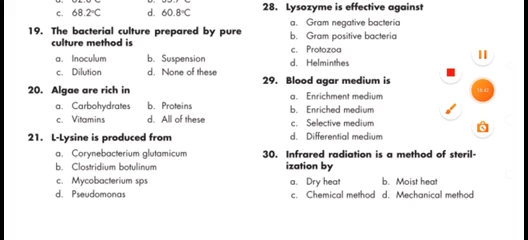 c. 68.2ºC d. 60.8ºC
19. The bacterial culture prepared by pure
culture method is
a. Inoculum b. Suspension
c. Dilution d. None of these
20. Algae are rich in
a. Carbohydrates b. Proteins
c. Vitamins d. All of these
21. L-Lysine is produced from
a. Corynebacterium glutamicum
b. Clostridium botulinum
c. Mycobacterium sps
d. Pseudomonas
28. Lysozyme is effective against
a. Gram negative bacteria
b. Gram positive bacteria
c. Protozoa
d. Helminthes
29. Blood agar medium is
a. Enrichment medium
b. Enriched medium
c. Selective medium
d. Differential medium
30. Infrared radiation is a method of steril-
ization by
a. Dry heat b. Moist heat
c. Chemical method d. Mechanical method